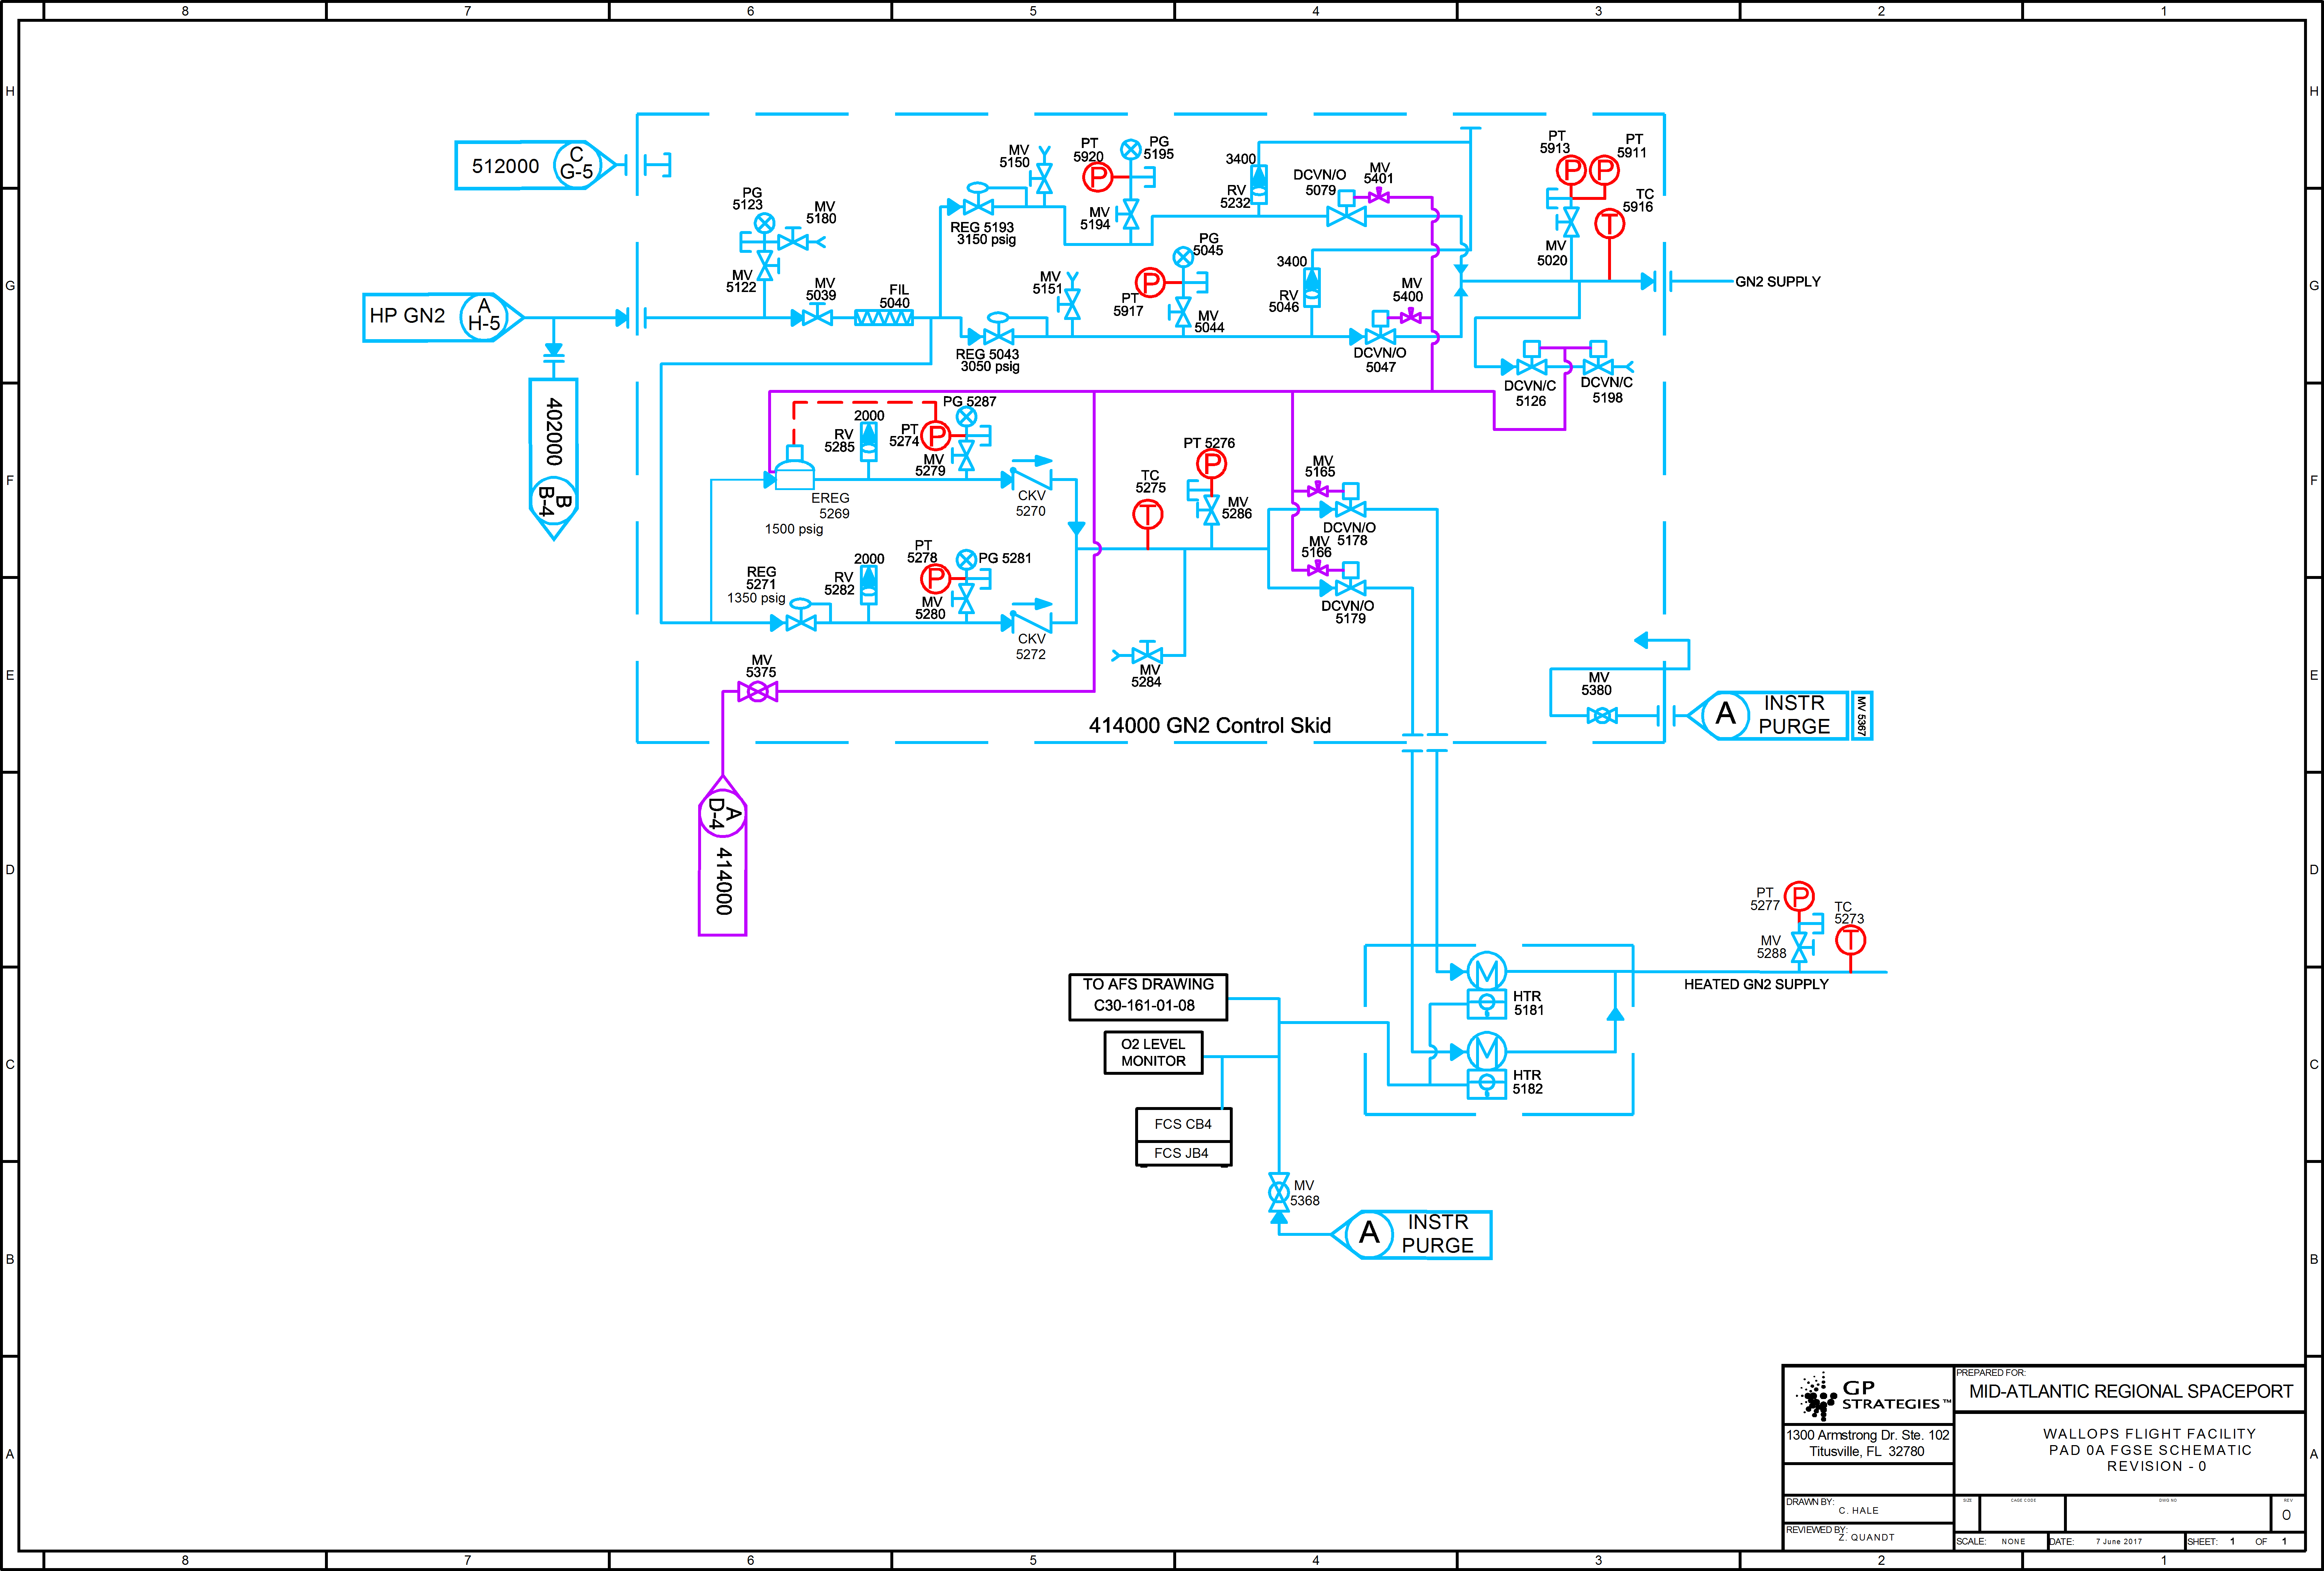 8 7 6 5 4 3 2 1
H
H
G
G
F
F
E
E
D
D
C
C
B
B
A
A
512000
C
G-5
HP GN2
A
H-5
402000
B
B-4
PG
5123
MV
5180
MV
5122
MV
5039
FIL
5040
MV
5150
PT
5920
PG
5195
REG 5193
3150 psig
MV
5194
3400
RV
5232
DCVN/O
5079
MV
5401
PG
5045
MV
5151
PT
5917
MV
5044
REG 5043
3050 psig
3400
RV
5046
MV
5400
DCVN/O
5047
PT
5913
PT
5911
TC
5916
MV
5020
GN2 SUPPLY
DCVN/C
5126
DCVN/C
5198
P
P
P
P
T
PG 5287
2000
RV
5285
PT
5274
P
MV
5279
EREG
5269
1500 psig
CKV
5270
PT 5276
P
TC
5275
T
MV
5286
MV
5165
DCVN/O
5178
MV
5166
DCVN/O
5179
REG
5271
1350 psig
2000
RV
5282
PT
5278
P
PG 5281
MV
5280
CKV
5272
MV
5284
MV
5375
414000 GN2 Control Skid
MV
5380
A
INSTR
PURGE
MV 5367
A
D-4
414000
PT
5277
P
TC
5273
T
MV
5288
HEATED GN2 SUPPLY
M
HTR
5181
M
HTR
5182
TO AFS DRAWING
C30-161-01-08
O2 LEVEL
MONITOR
FCS CB4
FCS JB4
MV
5368
A
INSTR
PURGE
GP
STRATEGIES™
1300 Armstrong Dr. Ste. 102
Titusville, FL 32780
PREPARED FOR:
MID-ATLANTIC REGIONAL SPACEPORT
WALLOPS FLIGHT FACILITY
PAD 0A FGSE SCHEMATIC
REVISION - 0
DRAWN BY:
C. HALE
REVIEWED BY:
Z. QUANDT
SIZE
CAGE CODE
DWG NO
REV
0
SCALE: NONE
DATE: 7 June 2017
SHEET: 1 OF 1
8 7 6 5 4 3 2 1